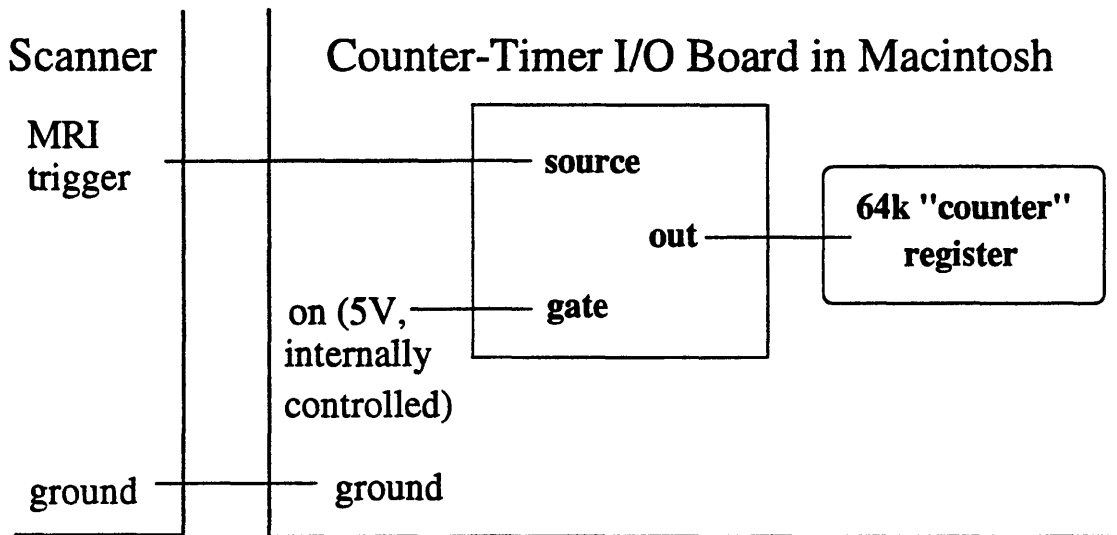 Scanner
Counter-Timer I/O Board in Macintosh
MRI
trigger
source
out
64k "counter"
register
on (5V,
internally
controlled)
gate
ground
ground